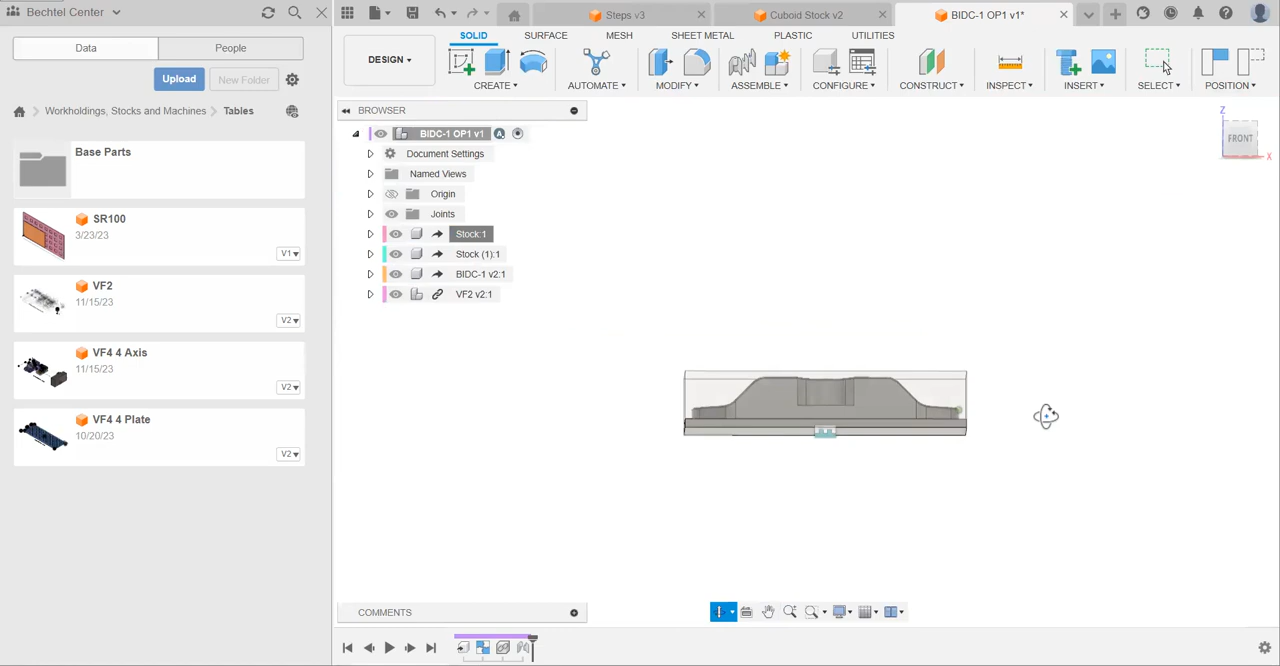 Bechtel Center
Steps v3
Cuboid Stock v2
BIDC-1 OP1 v1*
Data
People
Upload
New Folder
Workholdings, Stocks and Machines
Tables
Base Parts
SR100
3/23/23
V1
VF2
11/15/23
V2
VF4 4 Axis
11/15/23
V2
VF4 4 Plate
10/20/23
V2
SOLID
SURFACE
MESH
SHEET METAL
PLASTIC
UTILITIES
DESIGN
CREATE
AUTOMATE
MODIFY
ASSEMBLE
CONFIGURE
CONSTRUCT
INSPECT
INSERT
SELECT
POSITION
BROWSER
BIDC-1 OP1 v1
A
Document Settings
Named Views
Origin
Joints
Stock:1
Stock (1):1
BIDC-1 v2:1
VF2 v2:1
Z
FRONT
X
COMMENTS